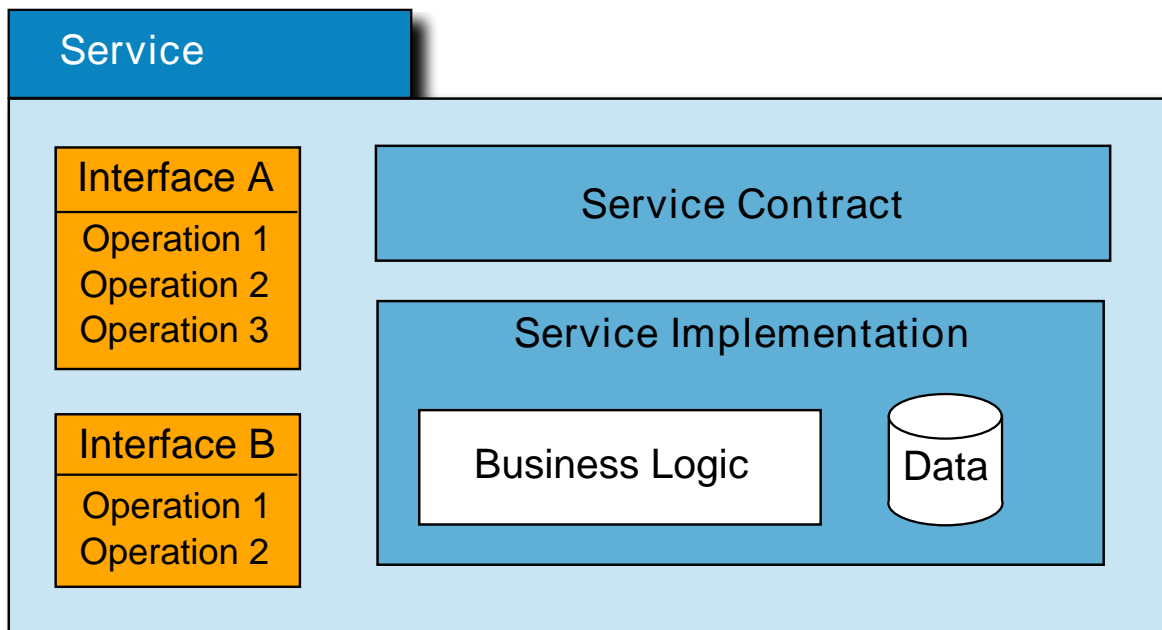 Service
Interface A
Operation 1
Operation 2
Operation 3
Interface B
Operation 1
Operation 2
Service Contract
Service Implementation
Business Logic
Data